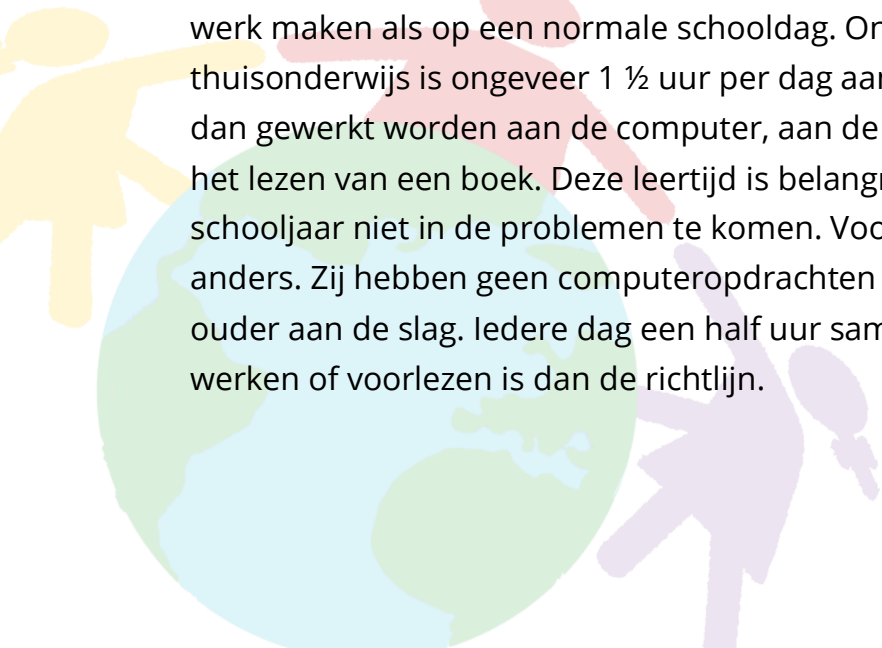 werk maken als op een normale schooldag. On
thuisonderwijs is ongeveer 1 ½ uur per dag aan
dan gewerkt worden aan de computer, aan de
het lezen van een boek. Deze leertijd is belangr
schooljaar niet in de problemen te komen. Voo
anders. Zij hebben geen computeropdrachten
ouder aan de slag. Iedere dag een half uur sam
werken of voorlezen is dan de richtlijn.